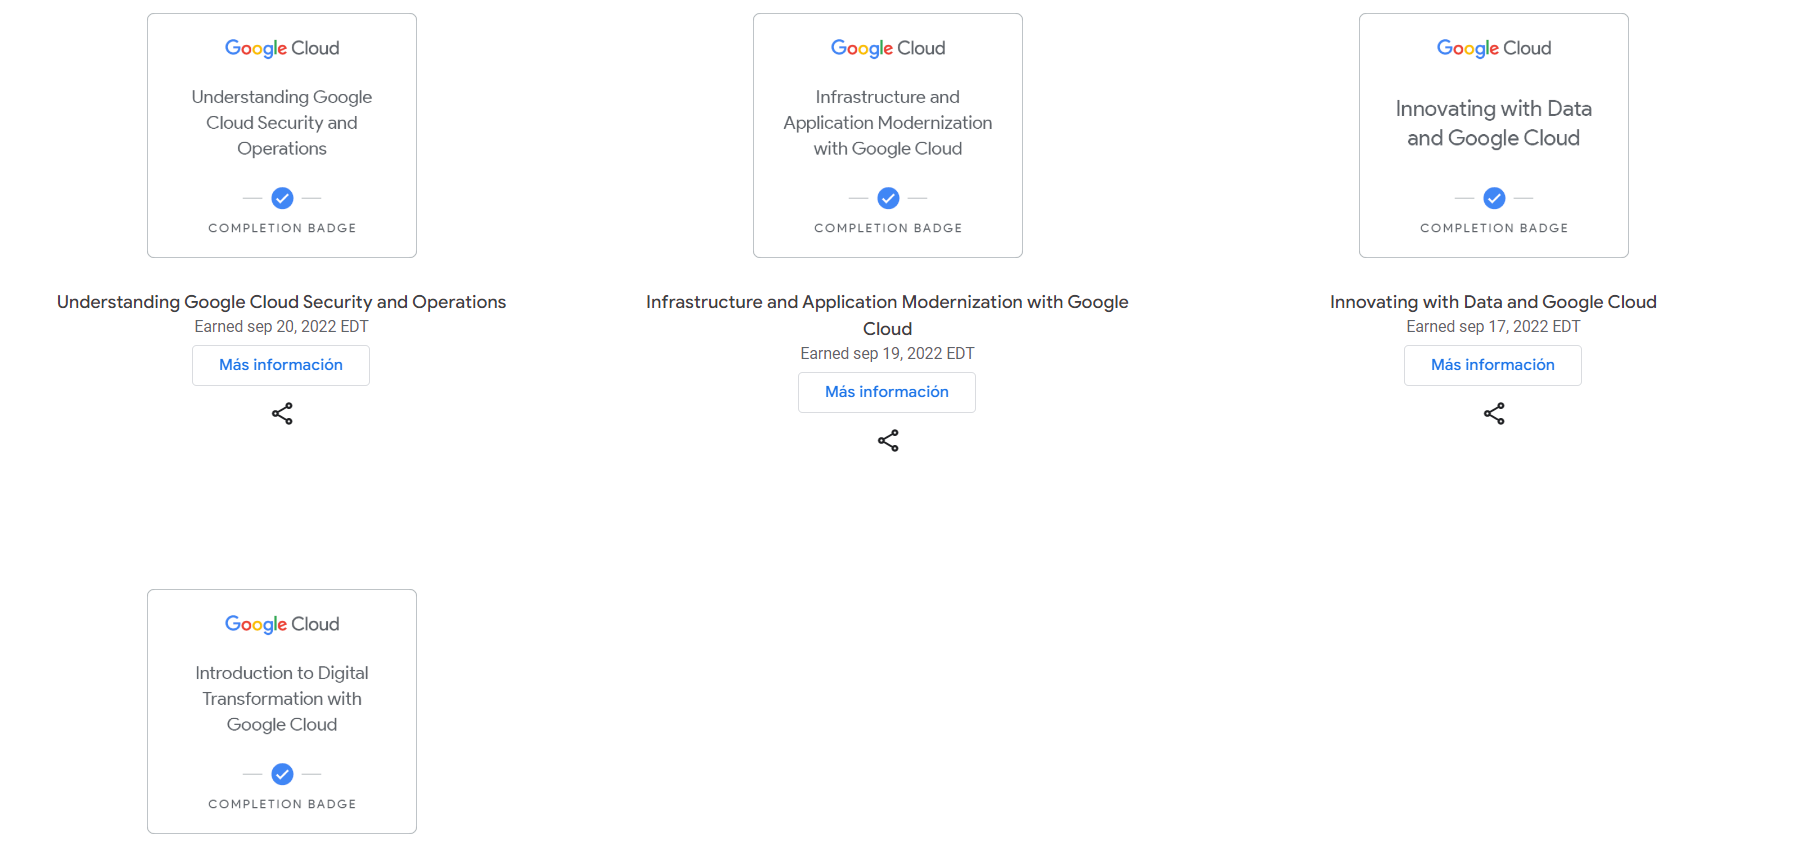 Google Cloud
Understanding Google
Cloud Security and
Operations
COMPLETION BADGE
Understanding Google Cloud Security and Operations
Earned sep 20, 2022 EDT
Más información
Google Cloud
Infrastructure and
Application Modernization
with Google Cloud
COMPLETION BADGE
Infrastructure and Application Modernization with Google
Cloud
Earned sep 19, 2022 EDT
Más información
Google Cloud
Innovating with Data
and Google Cloud
COMPLETION BADGE
Innovating with Data and Google Cloud
Earned sep 17, 2022 EDT
Más información
Google Cloud
Introduction to Digital
Transformation with
Google Cloud
COMPLETION BADGE